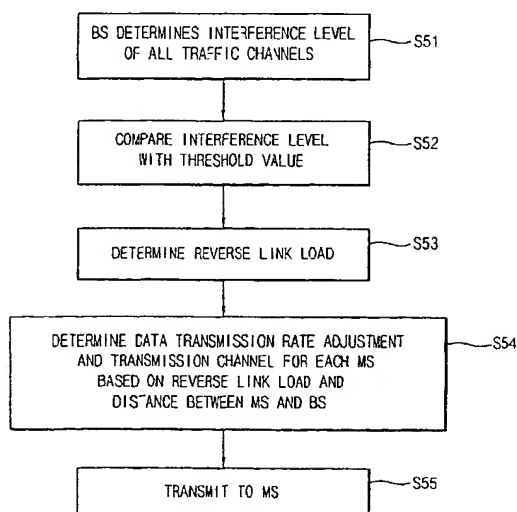 BS DETERMINES INTERFERENCE LEVEL
OF ALL TRAFFIC CHANNELS
S51
COMPARE INTERFERENCE LEVEL
WITH THRESHOLD VALUE
S52
DETERMINE REVERSE LINK LOAD
S53
DETERMINE DATA TRANSMISSION RATE ADJUSTMENT
AND TRANSMISSION CHANNEL FOR EACH MS
BASED ON REVERSE LINK LOAD AND
DISTANCE BETWEEN MS AND BS
S54
TRANSMIT TO MS
S55